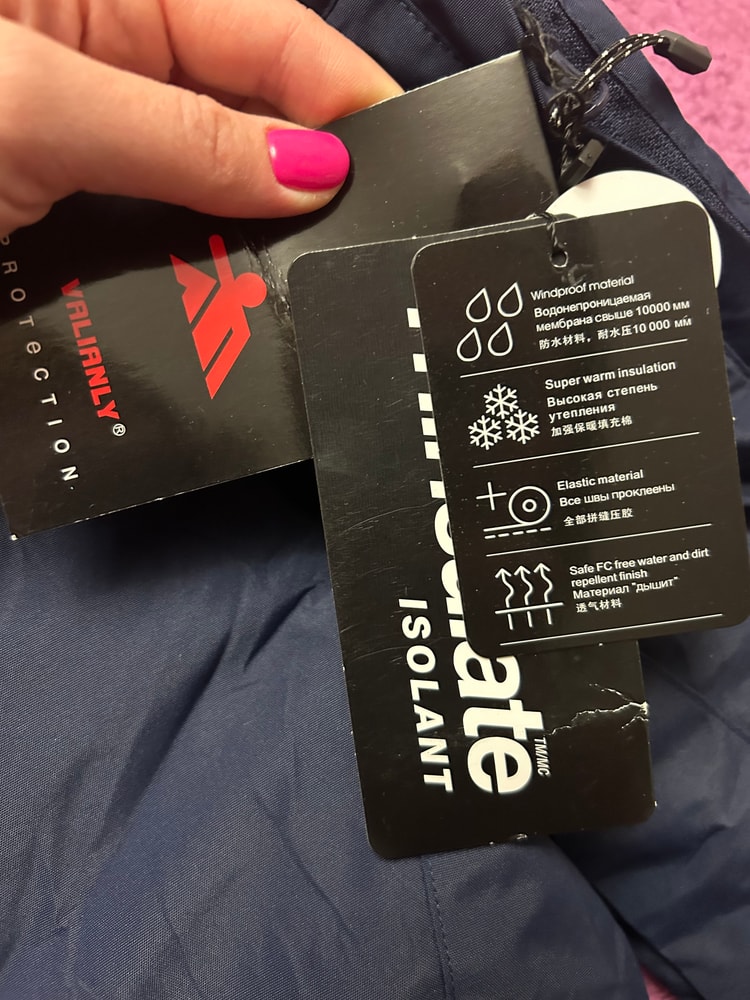 PROTECTION.
VALIANLY®
Windproof material
Водонепроницаемая
мембрана свыше 10000 мм
防水材料，耐水压10 000 мм
Super warm insulation
Высокая степень
утепления
加强保暖填充棉
Elastic material
Все швы проклеены
全部拼缝压胶
Safe FC free water and dirt
repellent finish
Материал "дышит"
透气材料
ISOLANT
TM/MC